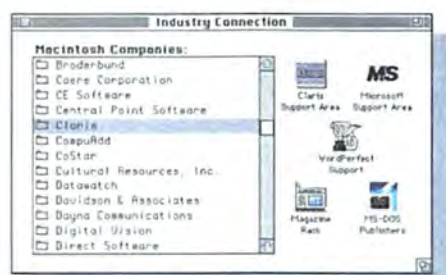 Industry Connection
Macintosh Companies:
Broderbund
Caere Corporation
CE Software
Central Point Software
Claris
CompuAdd
CoStar
Cultural Resources, Inc.
Datawatch
Davidson & Associates
Dayna Communications
Digital Vision
Direct Software
Claris
Support Area
MS
Microsoft
Support Area
WordPerfect
Support
Magazine
Rack
MS-DOS
Publishers